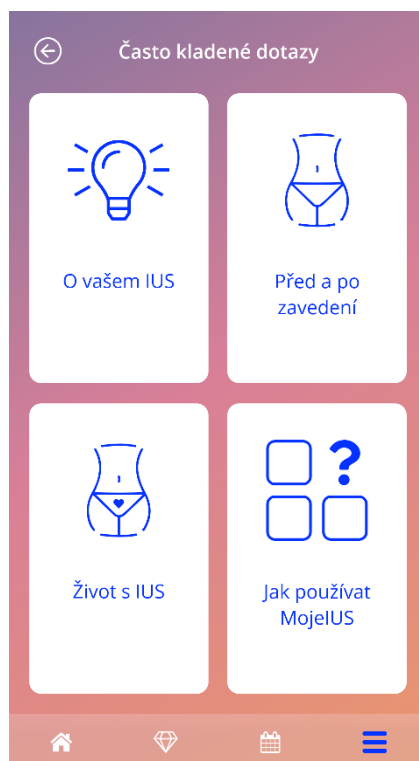 Často kladené dotazy
O vašem IUS
Před a po
zavedení
Život s IUS
?
Jak používat
MojeIUS